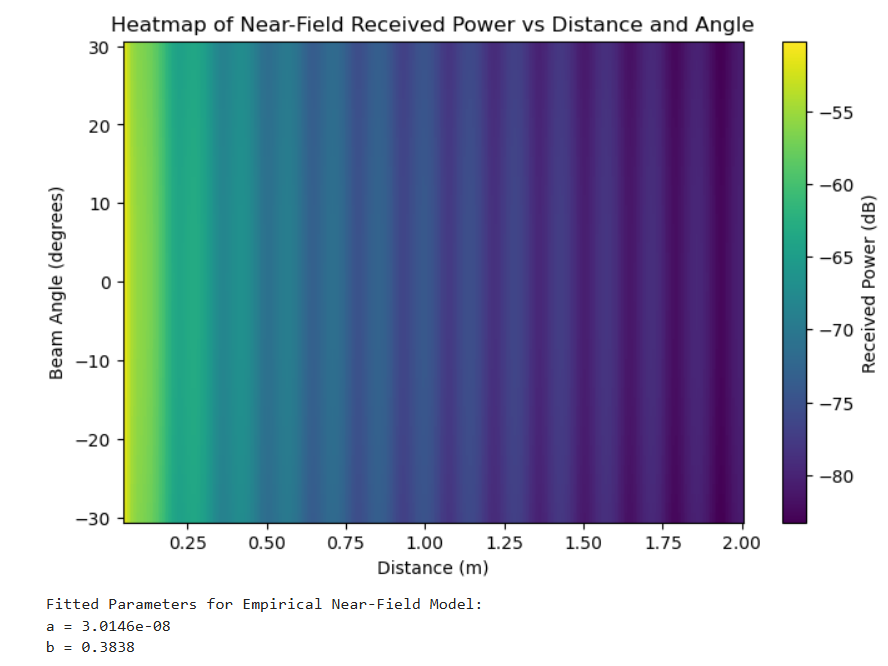 Heatmap of Near-Field Received Power vs Distance and Angle
30
20
10
0
−10
−20
−30
Beam Angle (degrees)
0.25 0.50 0.75 1.00 1.25 1.50 1.75 2.00
Distance (m)
−55
−60
−65
−70
−75
−80
Received Power (dB)
Fitted Parameters for Empirical Near-Field Model:
a = 3.0146e-08
b = 0.3838